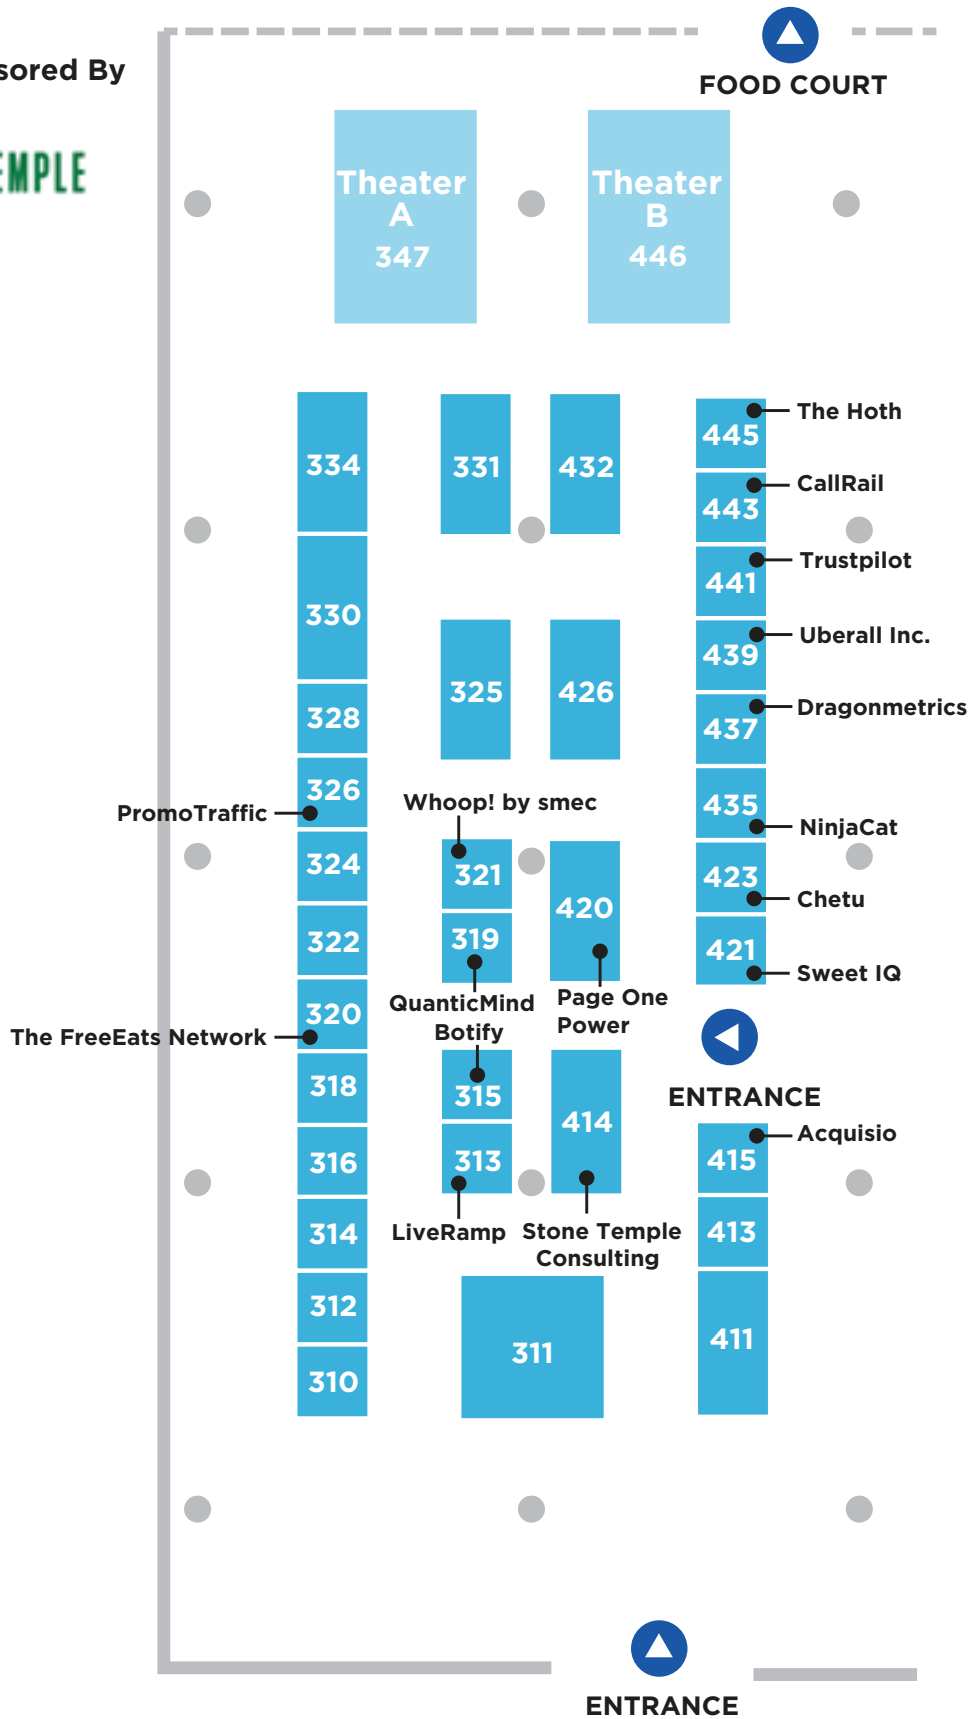 sored By
EMPLE
FOOD COURT
Theater
A
347
Theater
B
446
334
331
432
445
The Hoth
443
CallRail
441
Trustpilot
330
439
Uberall Inc.
325
426
437
Dragonmetrics
328
326
PromoTraffic
Whoop! by smec
435
NinjaCat
324
321
420
423
Chetu
322
319
421
Sweet IQ
QuanticMind
Page One
Power
320
The FreeEats Network
Botify
ENTRANCE
318
315
414
415
Acquisio
316
313
314
LiveRamp
Stone Temple
Consulting
413
312
311
411
310
ENTRANCE